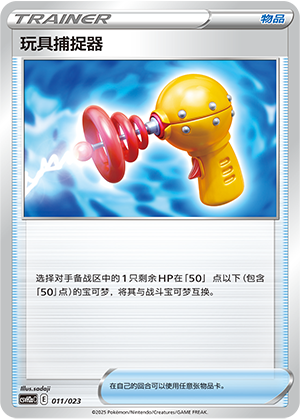 TRAINER 物品
玩具捕捉器
选择对手备战区中的1只剩余HP在「50」点以下（包含
「50」点）的宝可梦，将其与战斗宝可梦互换。
Illus.sadaji
E 011/023
在自己的回合可以使用任意张物品卡。
©2025 Pokémon/Nintendo/Creatures/GAME FREAK.